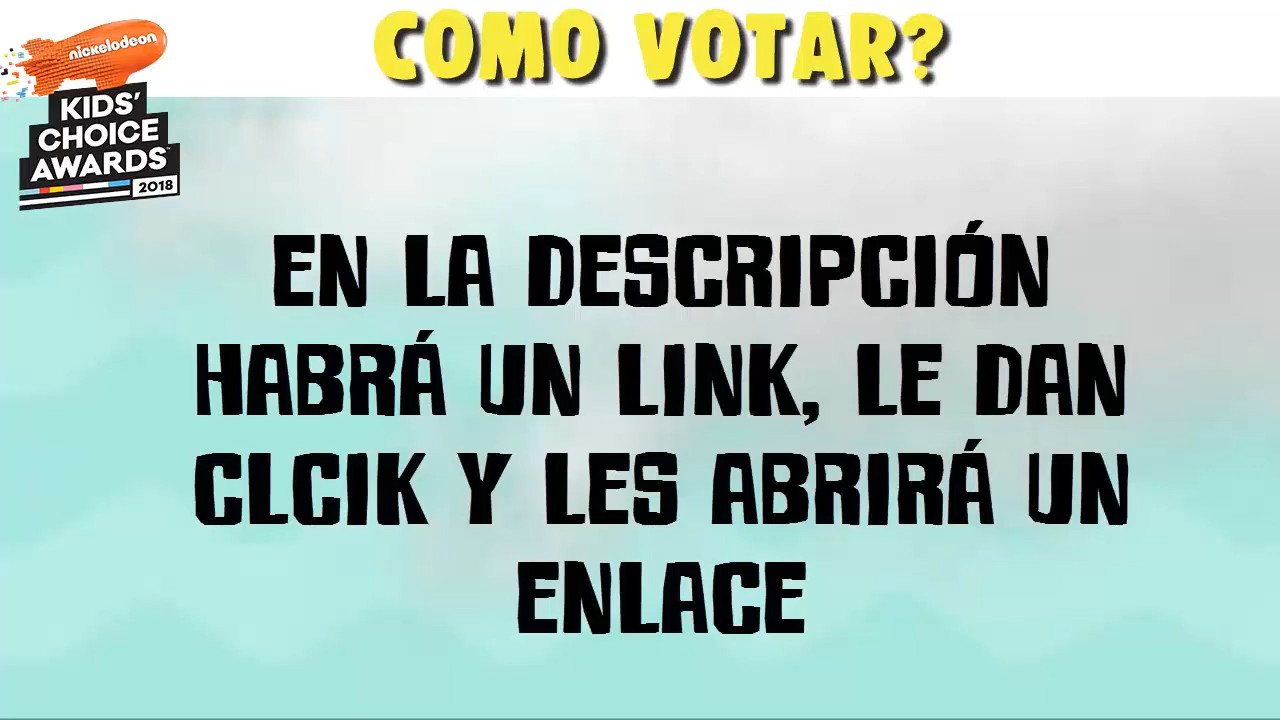 COMO VOTAR?
nickelodeon
KIDS'
CHOICE
AWARDS™
2018
EN LA DESCRIPCIÓN
HABRÁ UN LINK, LE DAN
CLCIK Y LES ABRIRÁ UN
ENLACE